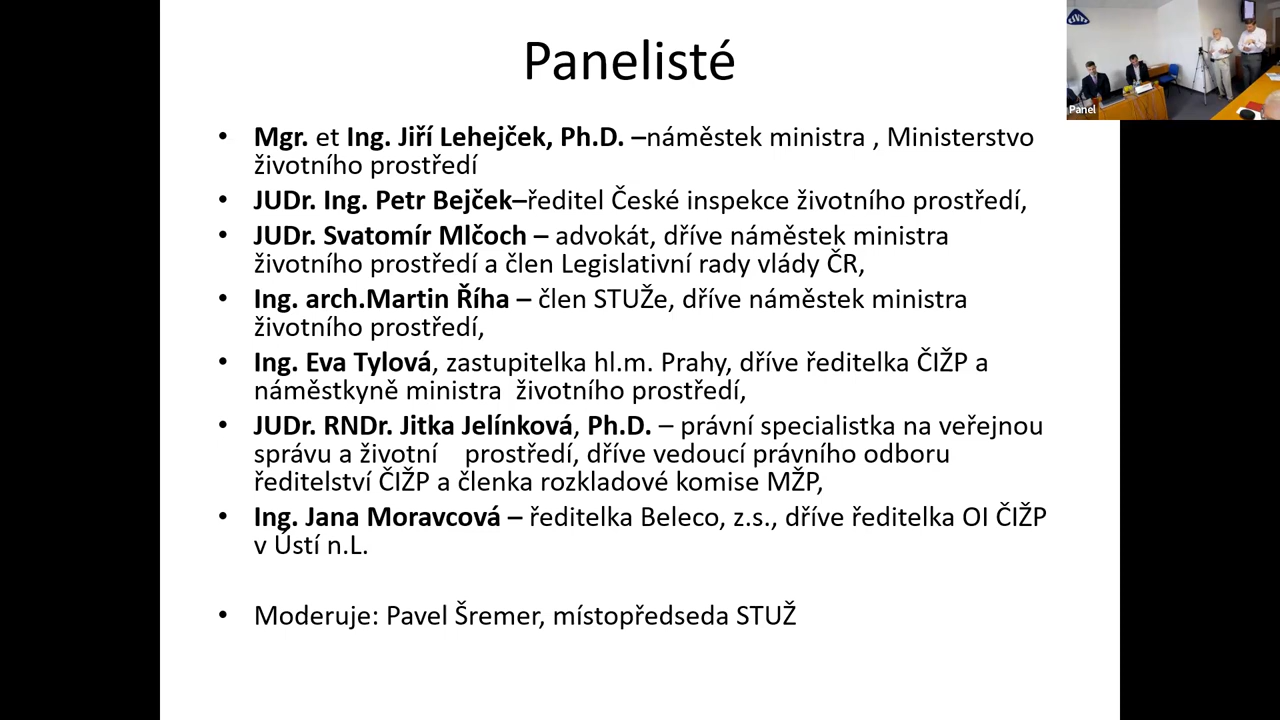 Panelisté
• Mgr. et Ing. Jiří Lehejček, Ph.D. –náměstek ministra , Ministerstvo
životního prostředí
• JUDr. Ing. Petr Bejček–ředitel České inspekce životního prostředí,
• JUDr. Svatomír Mlčoch – advokát, dříve náměstek ministra
životního prostředí a člen Legislativní rady vlády ČR,
• Ing. arch.Martin Říha – člen STUŽe, dříve náměstek ministra
životního prostředí,
• Ing. Eva Tylová, zastupitelka hl.m. Prahy, dříve ředitelka ČIŽP a
náměstkyně ministra  životního prostředí,
• JUDr. RNDr. Jitka Jelínková, Ph.D. – právní specialistka na veřejnou
správu a životní    prostředí, dříve vedoucí právního odboru
ředitelství ČIŽP a členka rozkladové komise MŽP,
• Ing. Jana Moravcová – ředitelka Beleco, z.s., dříve ředitelka OI ČIŽP
v Ústí n.L.
• Moderuje: Pavel Šremer, místopředseda STUŽ
Panel